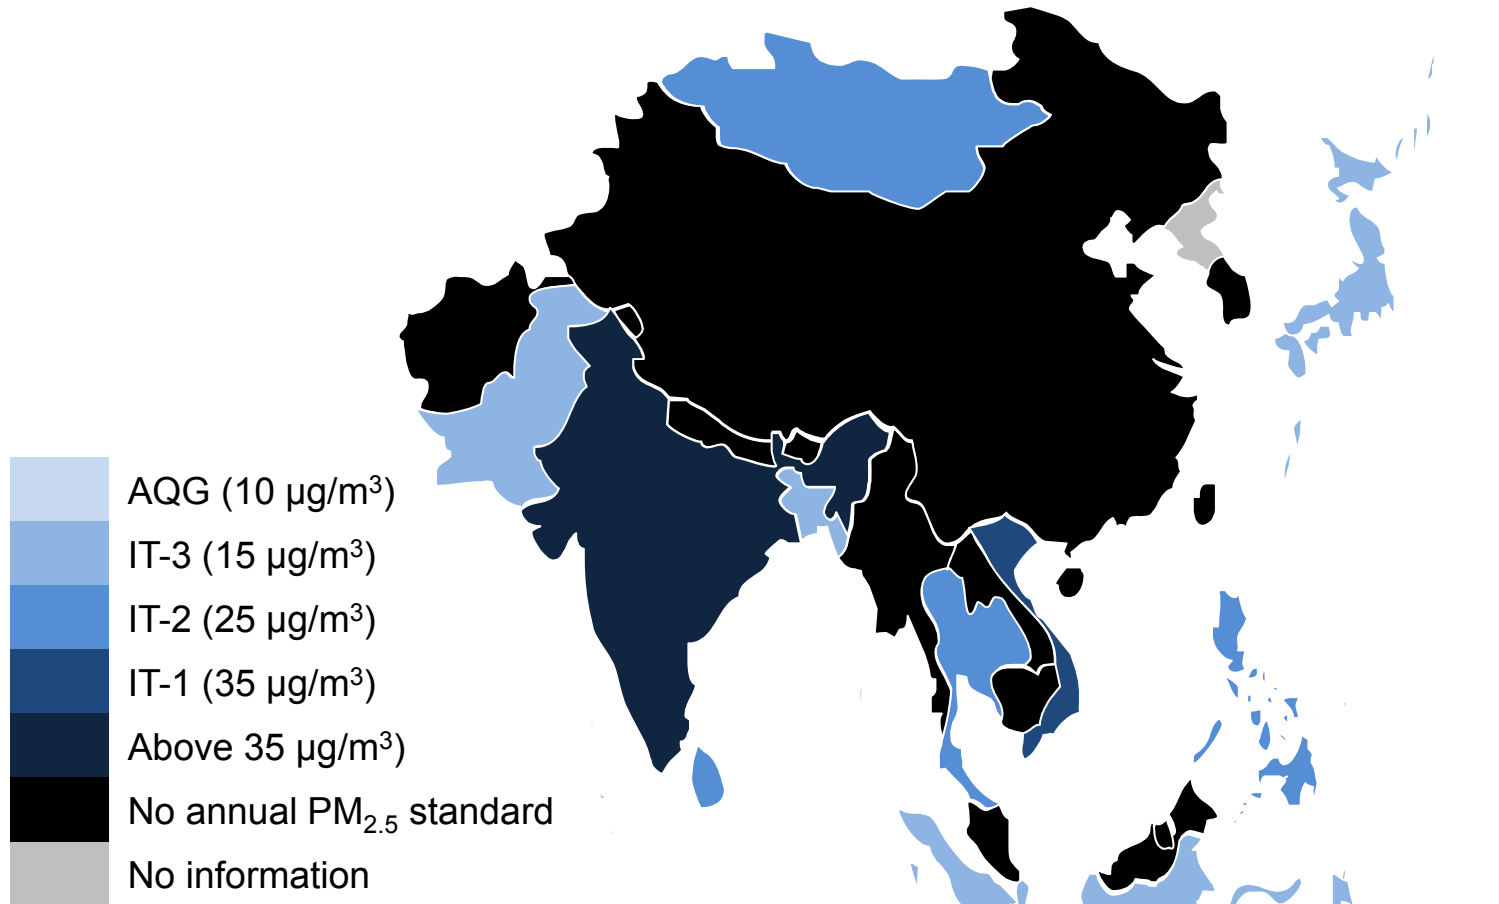 AQG (10 μg/m³)
IT-3 (15 μg/m³)
IT-2 (25 μg/m³)
IT-1 (35 μg/m³)
Above 35 μg/m³)
No annual PM₂.₅ standard
No information